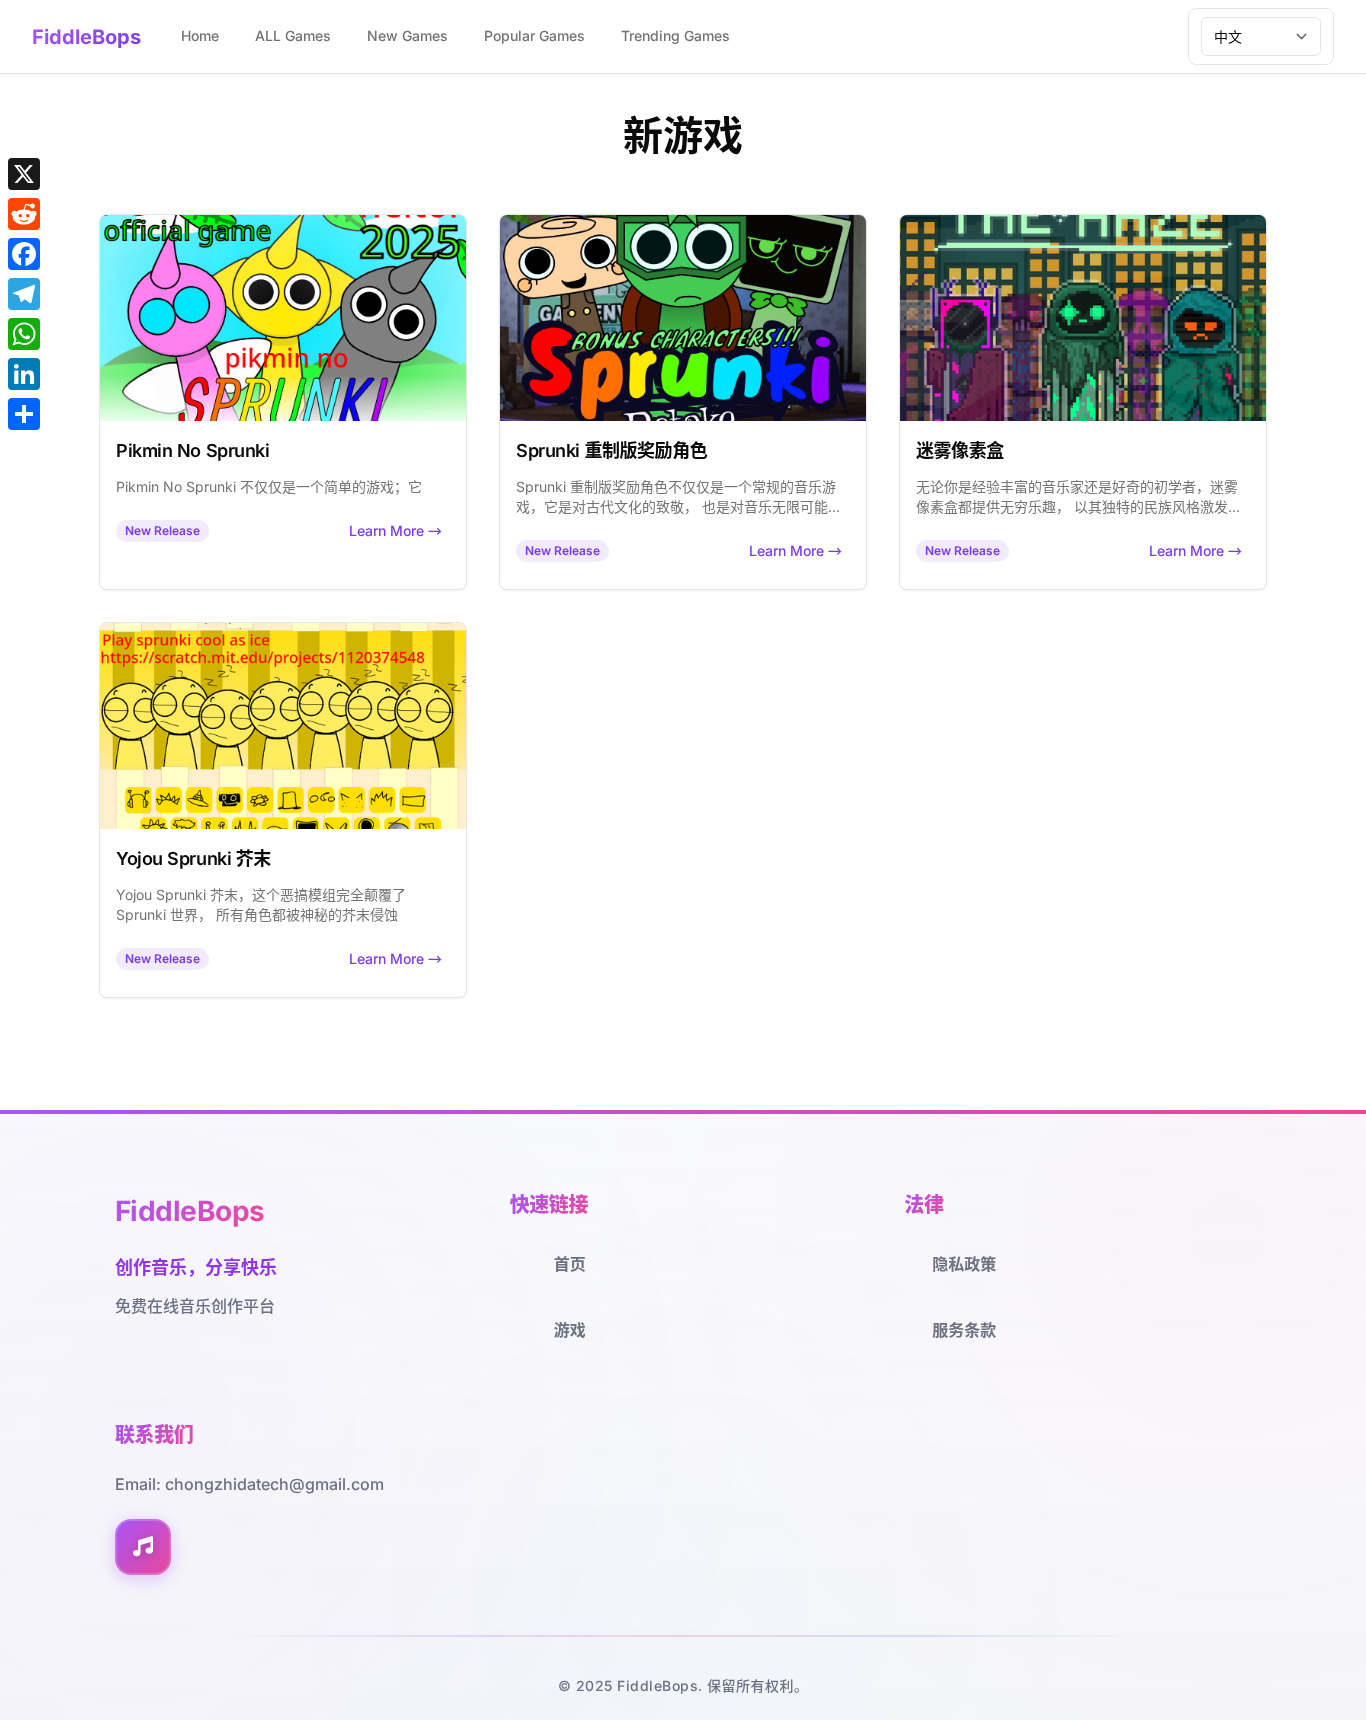 FiddleBops
Home
ALL Games
New Games
Popular Games
Trending Games
中文
新游戏
official game
2025
pikmin no
SPRUNKI
Pikmin No Sprunki
Pikmin No Sprunki 不仅仅是一个简单的游戏；它
New Release
Learn More →
BONUS CHARACTERS!!!
Sprunki
Sprunki 重制版奖励角色
Sprunki 重制版奖励角色不仅仅是一个常规的音乐游
戏，它是对古代文化的致敬， 也是对音乐无限可能...
New Release
Learn More →
THE HAZE
迷雾像素盒
无论你是经验丰富的音乐家还是好奇的初学者，迷雾
像素盒都提供无穷乐趣， 以其独特的民族风格激发...
New Release
Learn More →
Play sprunki cool as ice
https://scratch.mit.edu/projects/1120374548
Yojou Sprunki 芥末
Yojou Sprunki 芥末，这个恶搞模组完全颠覆了
Sprunki 世界， 所有角色都被神秘的芥末侵蚀
New Release
Learn More →
FiddleBops
创作音乐，分享快乐
免费在线音乐创作平台
快速链接
首页
游戏
法律
隐私政策
服务条款
联系我们
Email: chongzhidatech@gmail.com
© 2025 FiddleBops. 保留所有权利。